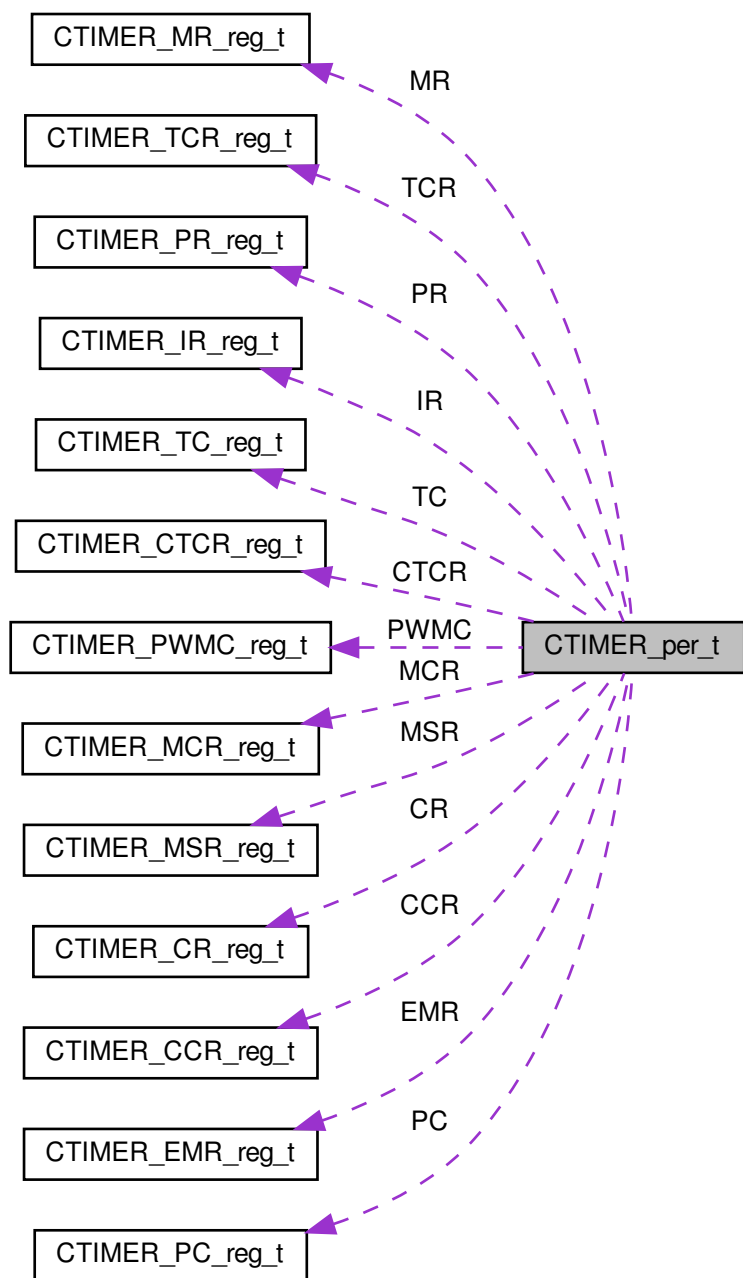 CTIMER_MR_reg_t
MR
CTIMER_TCR_reg_t
TCR
CTIMER_PR_reg_t
PR
CTIMER_IR_reg_t
IR
CTIMER_TC_reg_t
TC
CTIMER_CTCR_reg_t
CTCR
CTIMER_PWMC_reg_t
PWMC
CTIMER_per_t
MCR
CTIMER_MCR_reg_t
MSR
CTIMER_MSR_reg_t
CR
CTIMER_CR_reg_t
CCR
CTIMER_CCR_reg_t
EMR
CTIMER_EMR_reg_t
PC
CTIMER_PC_reg_t